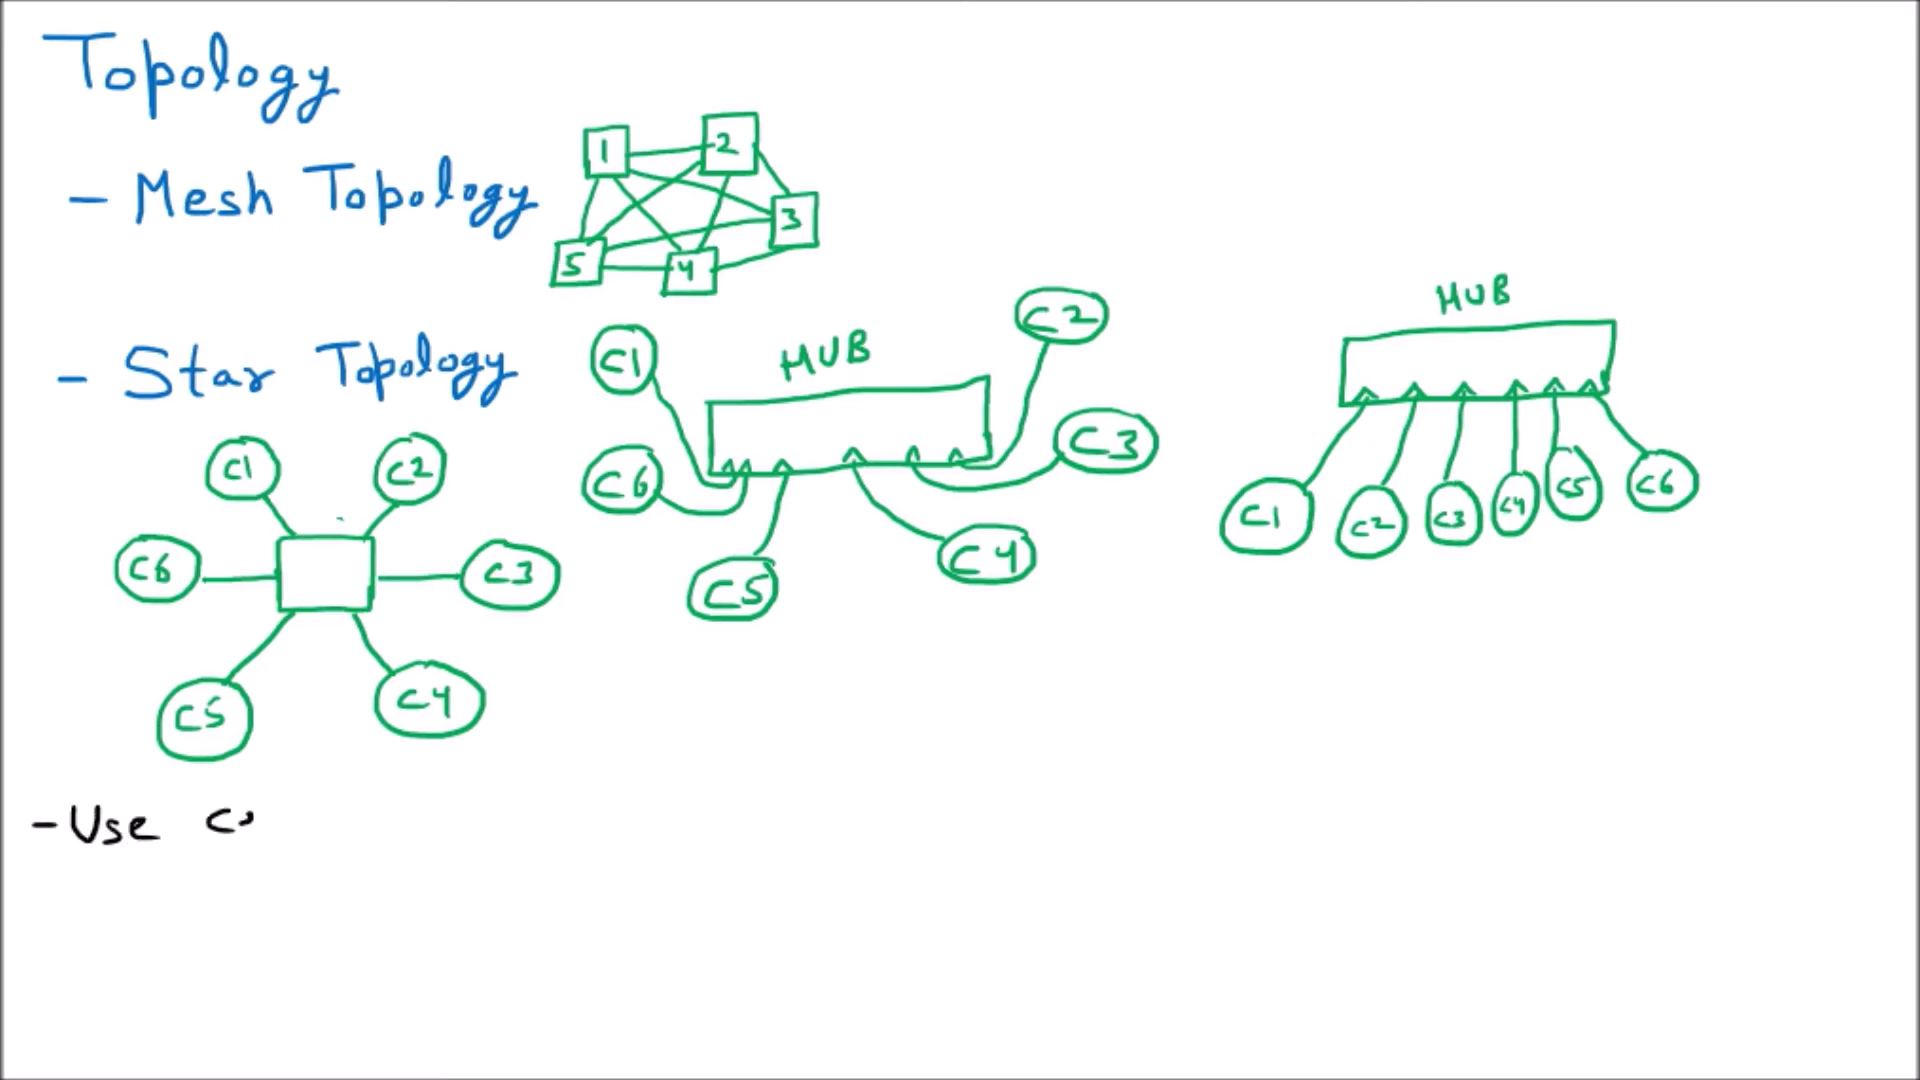 Topology
- Mesh Topology
1 2
3
5 4
- Star Topology
C1 HUB C2
C6 C3
C5 C4
HUB
C1 C2 C3 C4 C5 C6
C1 C2
C6 C3
C5 C4
- Use